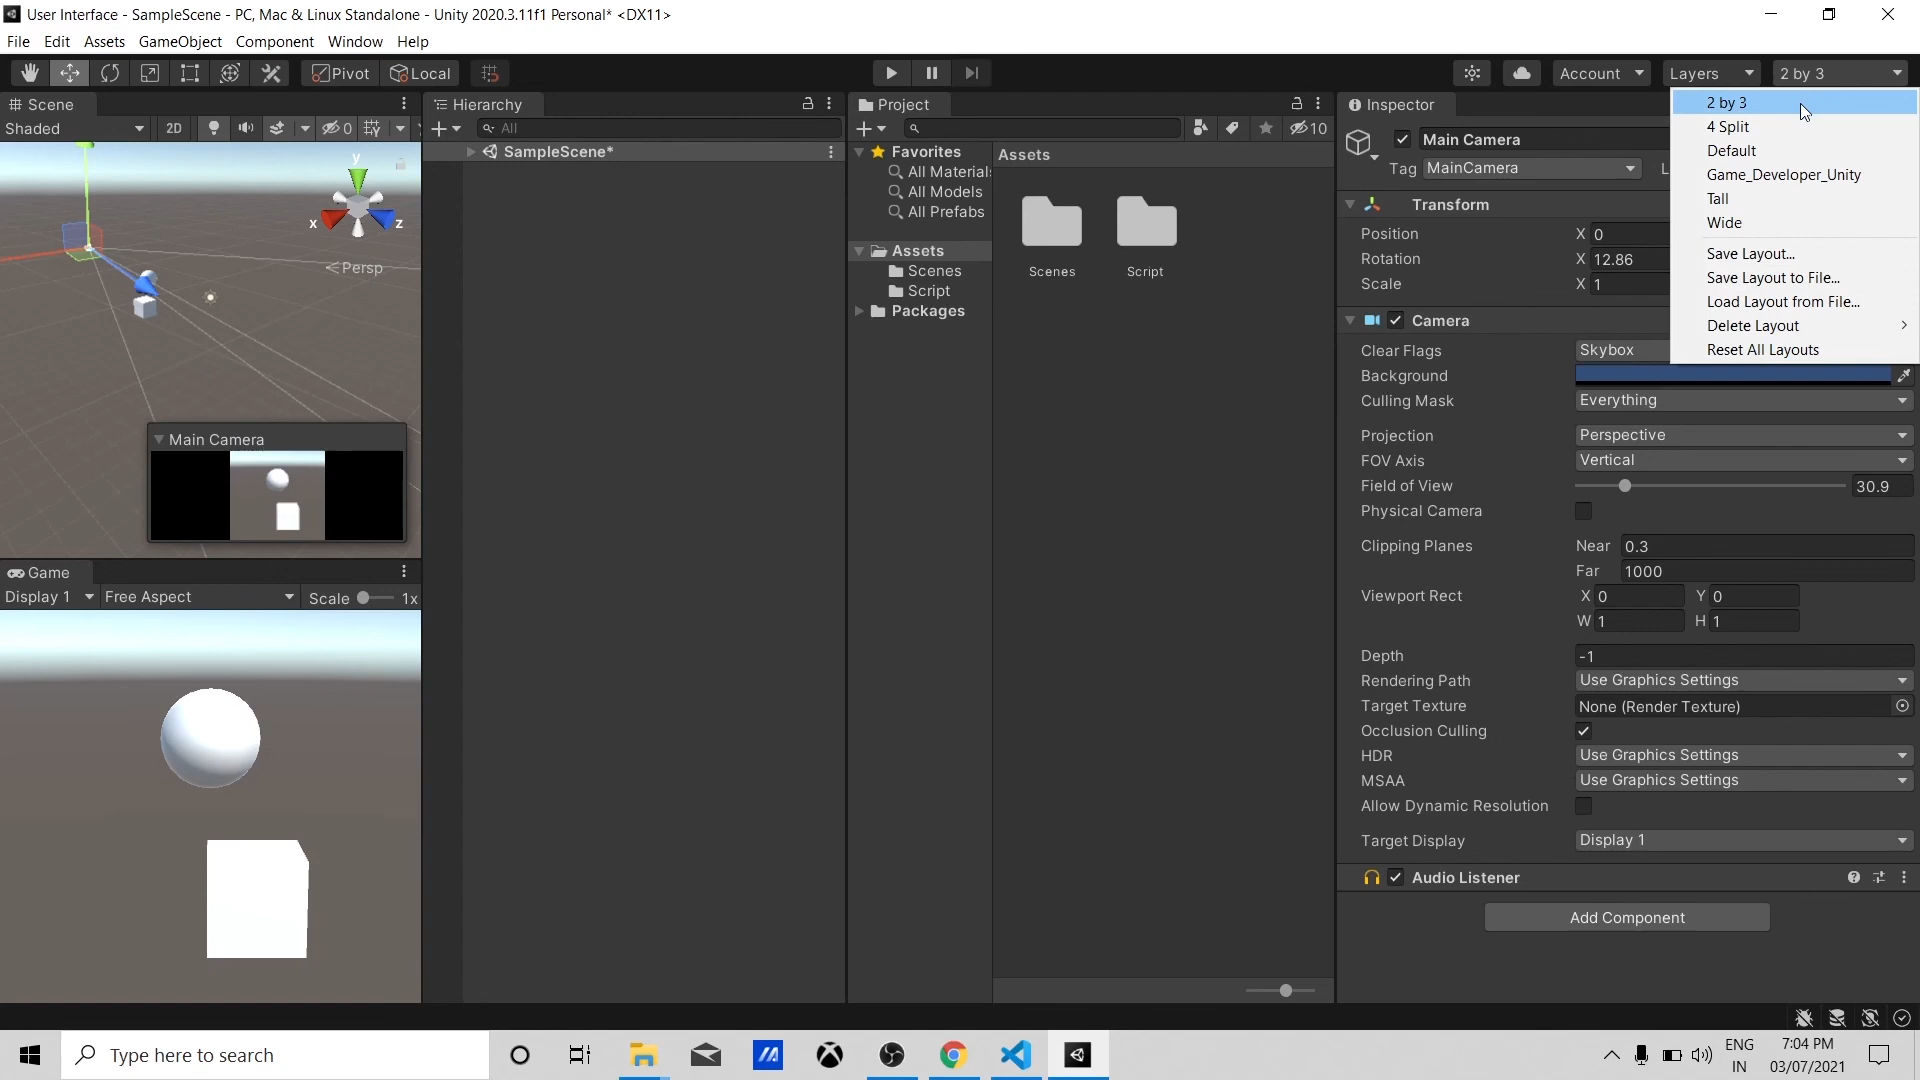 User Interface - SampleScene - PC, Mac & Linux Standalone - Unity 2020.3.11f1 Personal* <DX11>
File Edit Assets GameObject Component Window Help
Pivot Local Account Layers 2 by 3
Scene
Shaded 2D 0
y
x z
Persp
Main Camera
Game
Display 1 Free Aspect Scale 1x
Hierarchy
All
SampleScene*
Project
10
Favorites
All Materials
All Models
All Prefabs
Assets
Scenes
Script
Packages
Assets
Scenes Script
Inspector
Main Camera
Tag MainCamera L
Transform
Position X 0
Rotation X 12.86
Scale X 1
Camera
Clear Flags Skybox
Background
Culling Mask Everything
Projection Perspective
FOV Axis Vertical
Field of View 30.9
Physical Camera
Clipping Planes Near 0.3
Far 1000
Viewport Rect X 0 Y 0
W 1 H 1
Depth -1
Rendering Path Use Graphics Settings
Target Texture None (Render Texture)
Occlusion Culling
HDR Use Graphics Settings
MSAA Use Graphics Settings
Allow Dynamic Resolution
Target Display Display 1
Audio Listener
Add Component
2 by 3
4 Split
Default
Game_Developer_Unity
Tall
Wide
Save Layout...
Save Layout to File...
Load Layout from File...
Delete Layout
Reset All Layouts
Type here to search
ENG
IN
7:04 PM
03/07/2021